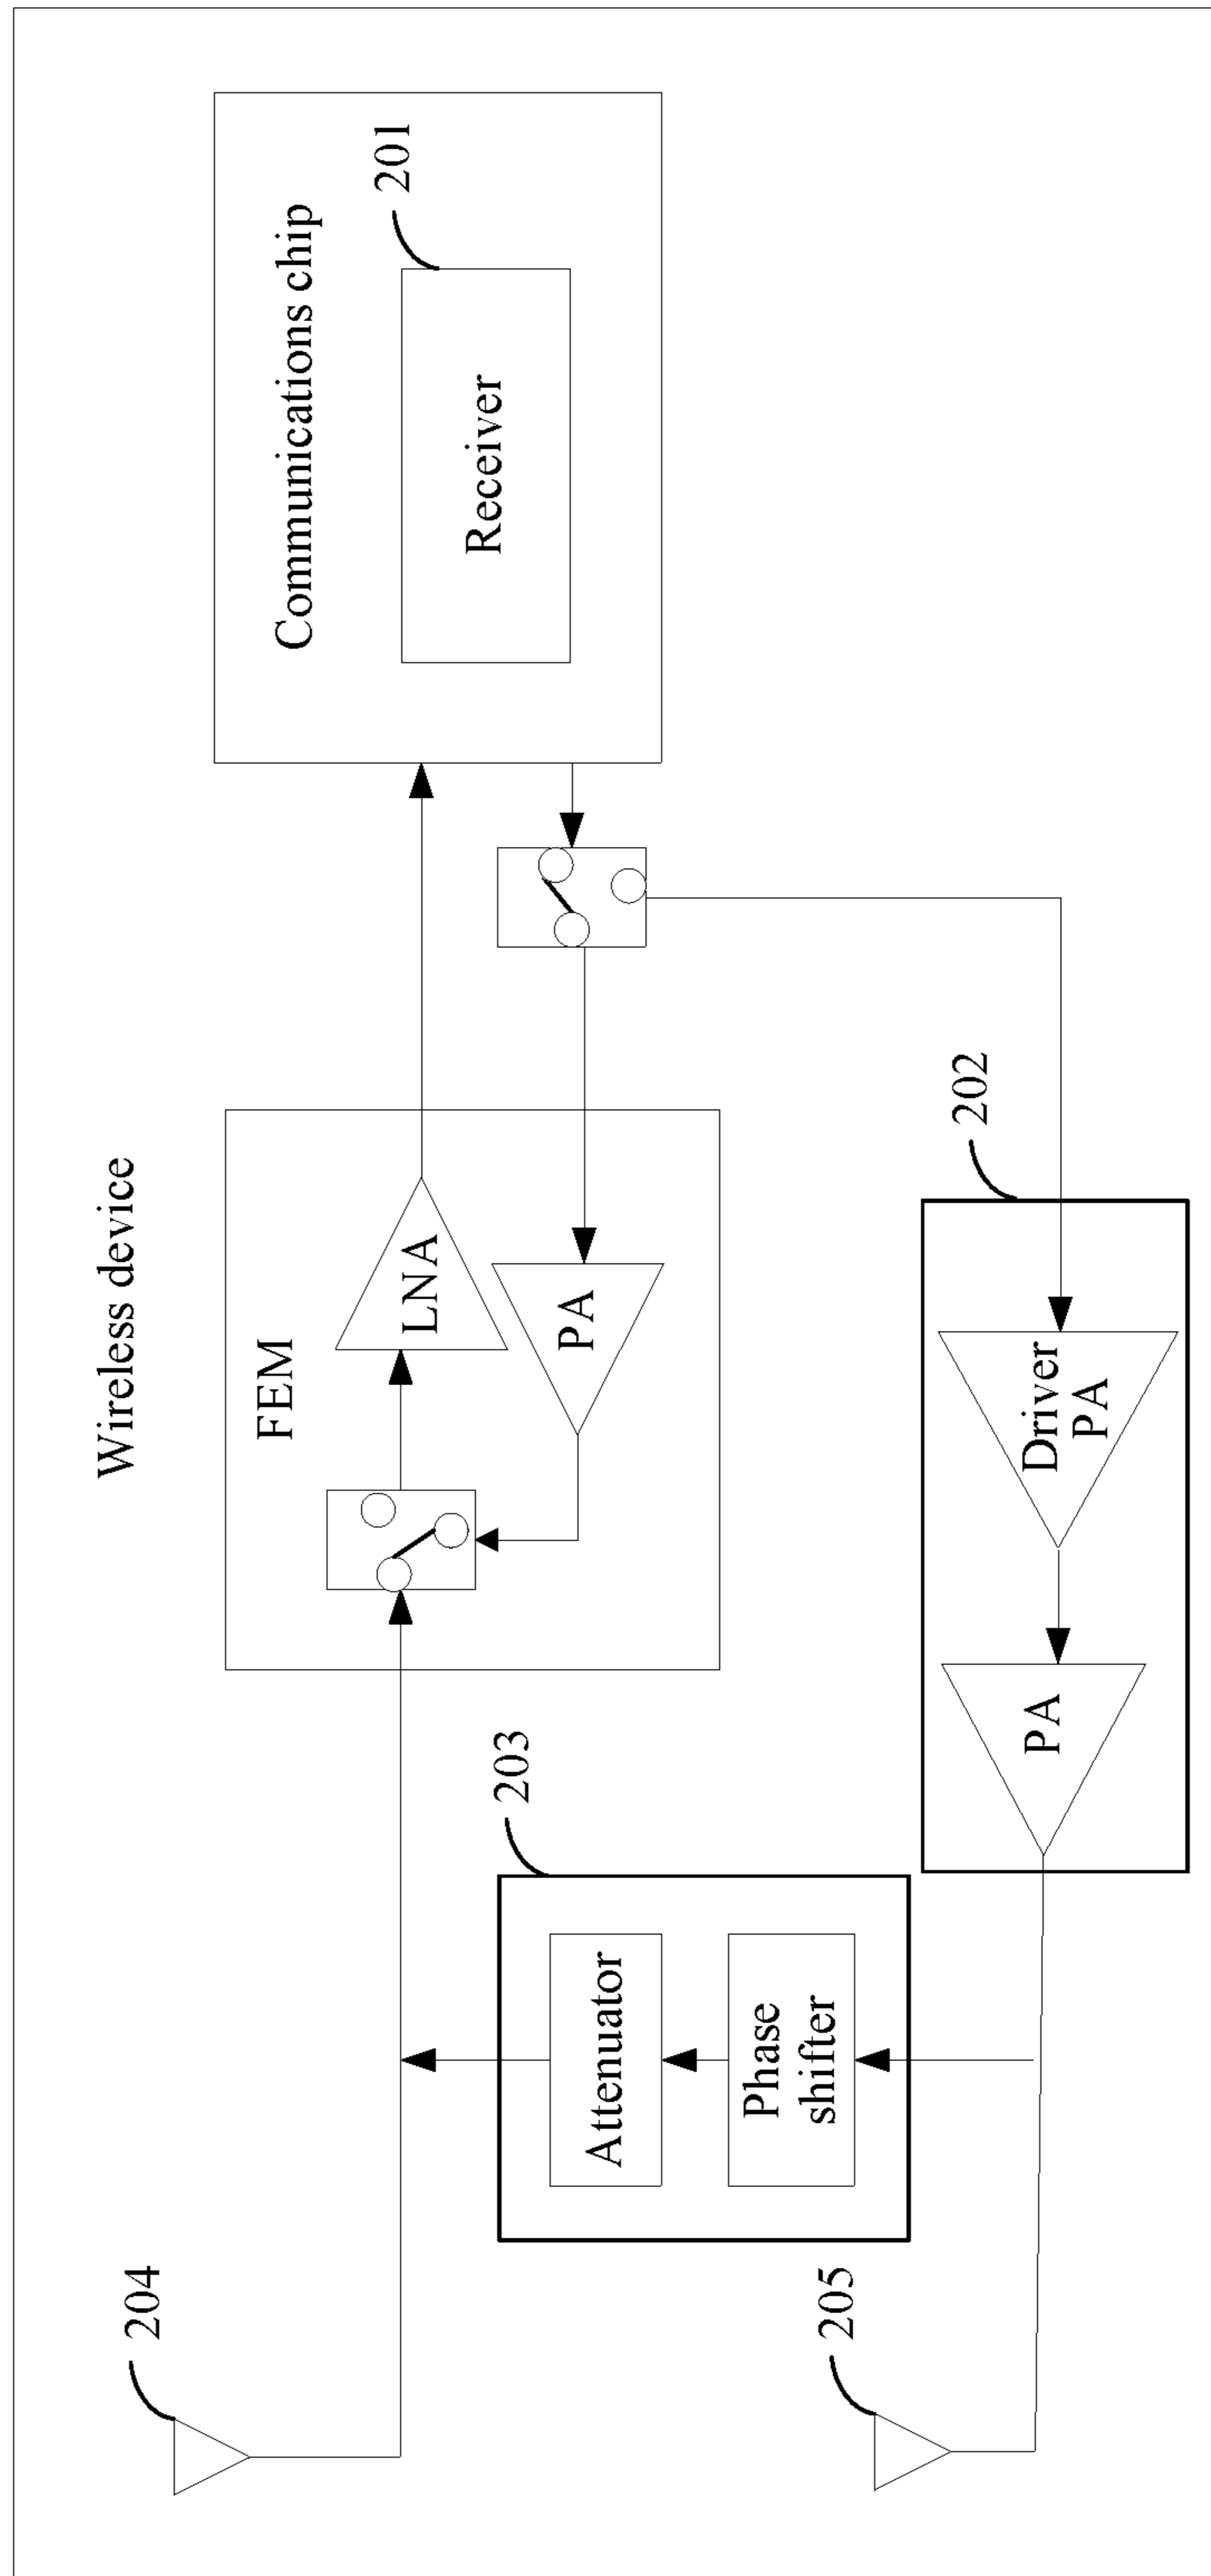 Wireless device
Communications chip
201
Receiver
FEM
LNA
PA
204
203
Attenuator
Phase
shifter
202
Driver
PA
PA
205